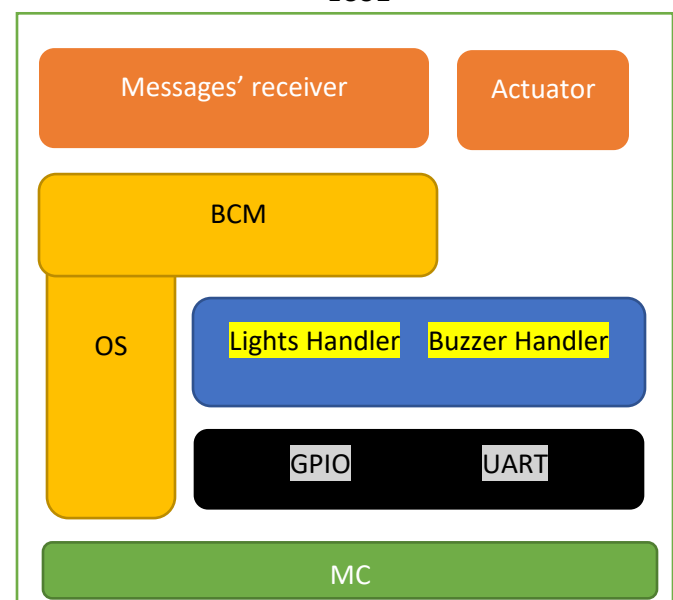 Messages’ receiver
Actuator
BCM
OS
Lights Handler
Buzzer Handler
GPIO
UART
MC